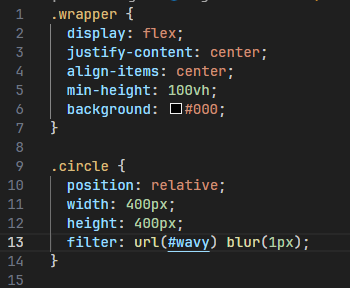 1 .wrapper {
2 display: flex;
3 justify-content: center;
4 align-items: center;
5 min-height: 100vh;
6 background: #000;
7 }
8
9 .circle {
10 position: relative;
11 width: 400px;
12 height: 400px;
13 filter: url(#wavy) blur(1px);
14 }
15